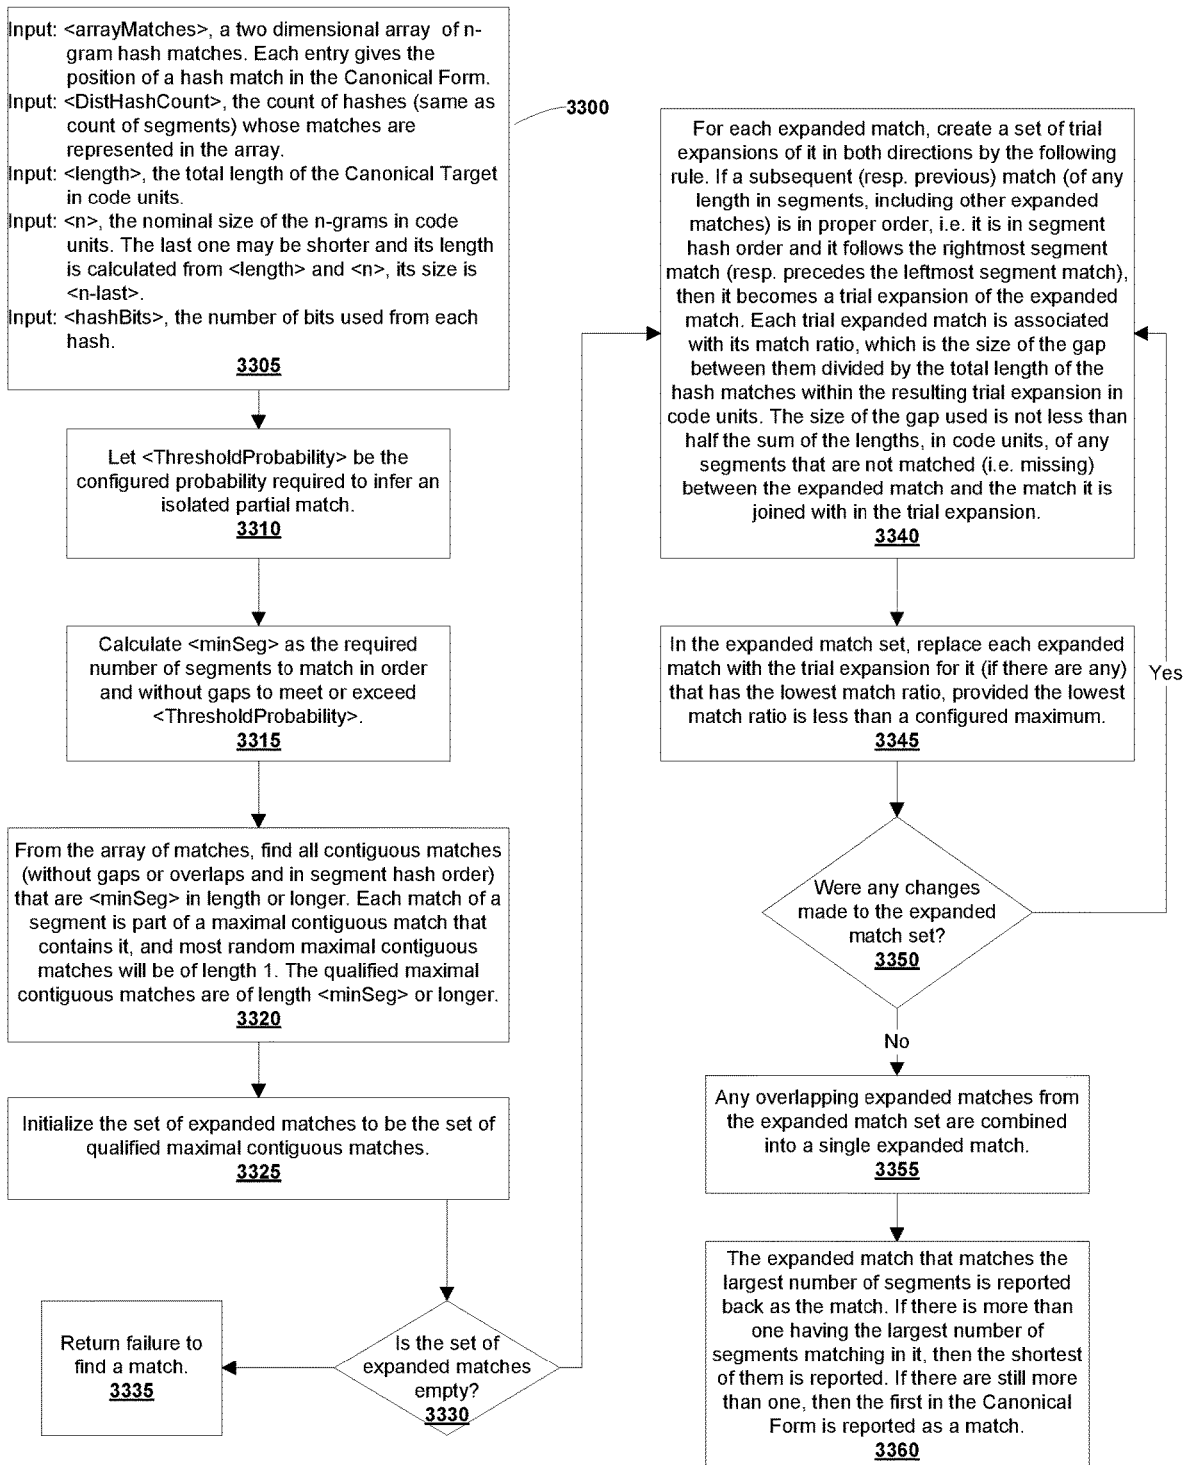 Input: <arrayMatches>, a two dimensional array of n-
gram hash matches. Each entry gives the
position of a hash match in the Canonical Form.
Input: <DistHashCount>, the count of hashes (same as
count of segments) whose matches are
represented in the array.
Input: <length>, the total length of the Canonical Target
in code units.
Input: <n>, the nominal size of the n-grams in code
units. The last one may be shorter and its length
is calculated from <length> and <n>, its size is
<n-last>.
Input: <hashBits>, the number of bits used from each
hash.
3305
3300
Let <ThresholdProbability> be the
configured probability required to infer an
isolated partial match.
3310
Calculate <minSeg> as the required
number of segments to match in order
and without gaps to meet or exceed
<ThresholdProbability>.
3315
From the array of matches, find all contiguous matches
(without gaps or overlaps and in segment hash order)
that are <minSeg> in length or longer. Each match of
a segment is part of a maximal contiguous match that
contains it, and most random maximal contiguous
matches will be of length 1. The qualified maximal
contiguous matches are of length <minSeg> or longer.
3320
Initialize the set of expanded matches to be the set of
qualified maximal contiguous matches.
3325
Is the set of
expanded matches
empty?
3330
Return failure to
find a match.
3335
For each expanded match, create a set of trial
expansions of it in both directions by the following
rule. If a subsequent (resp. previous) match (of any
length in segments, including other expanded
matches) is in proper order, i.e. it is in segment
hash order and it follows the rightmost segment
match (resp. precedes the leftmost segment match),
then it becomes a trial expansion of the expanded
match. Each trial expanded match is associated
with its match ratio, which is the size of the gap
between them divided by the total length of the
hash matches within the resulting trial expansion in
code units. The size of the gap used is not less than
half the sum of the lengths, in code units, of any
segments that are not matched (i.e. missing)
between the expanded match and the match it is
joined with in the trial expansion.
3340
In the expanded match set, replace each expanded
match with the trial expansion for it (if there are any)
that has the lowest match ratio, provided the lowest
match ratio is less than a configured maximum.
3345
Yes
Were any changes
made to the expanded
match set?
3350
No
Any overlapping expanded matches from
the expanded match set are combined
into a single expanded match.
3355
The expanded match that matches the
largest number of segments is reported
back as the match. If there is more than
one having the largest number of
segments matching in it, then the shortest
of them is reported. If there are still more
than one, then the first in the Canonical
Form is reported as a match.
3360